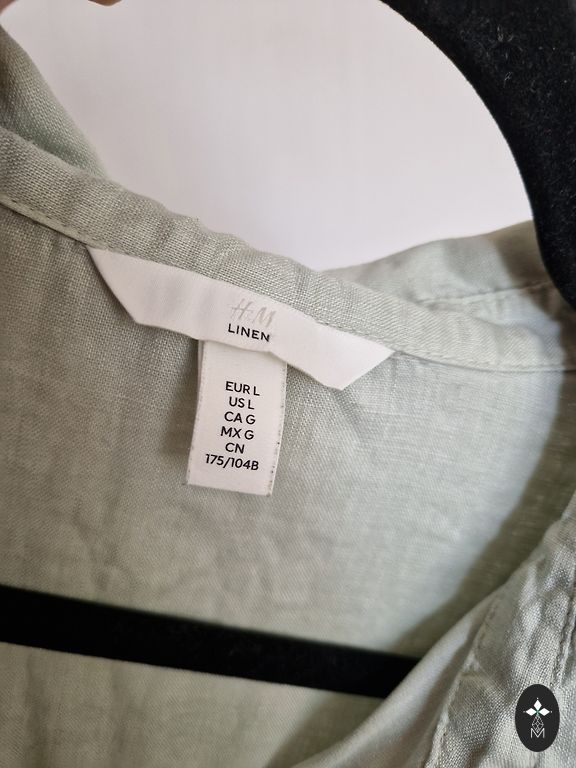 H&M
LINEN
EUR L
US L
CA G
MX G
CN
175/104B
M